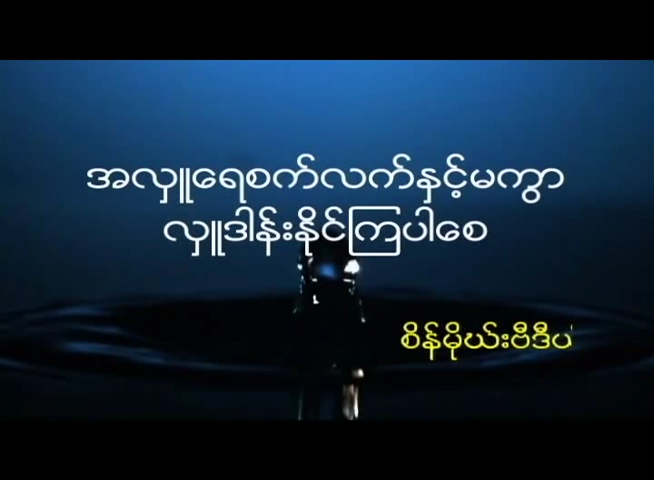 အလှူရေစက်လက်နှင့်မကွာ
လှူဒါန်းနိုင်ကြပါစေ
စိန်မိုဃ်းဗီဒီပ